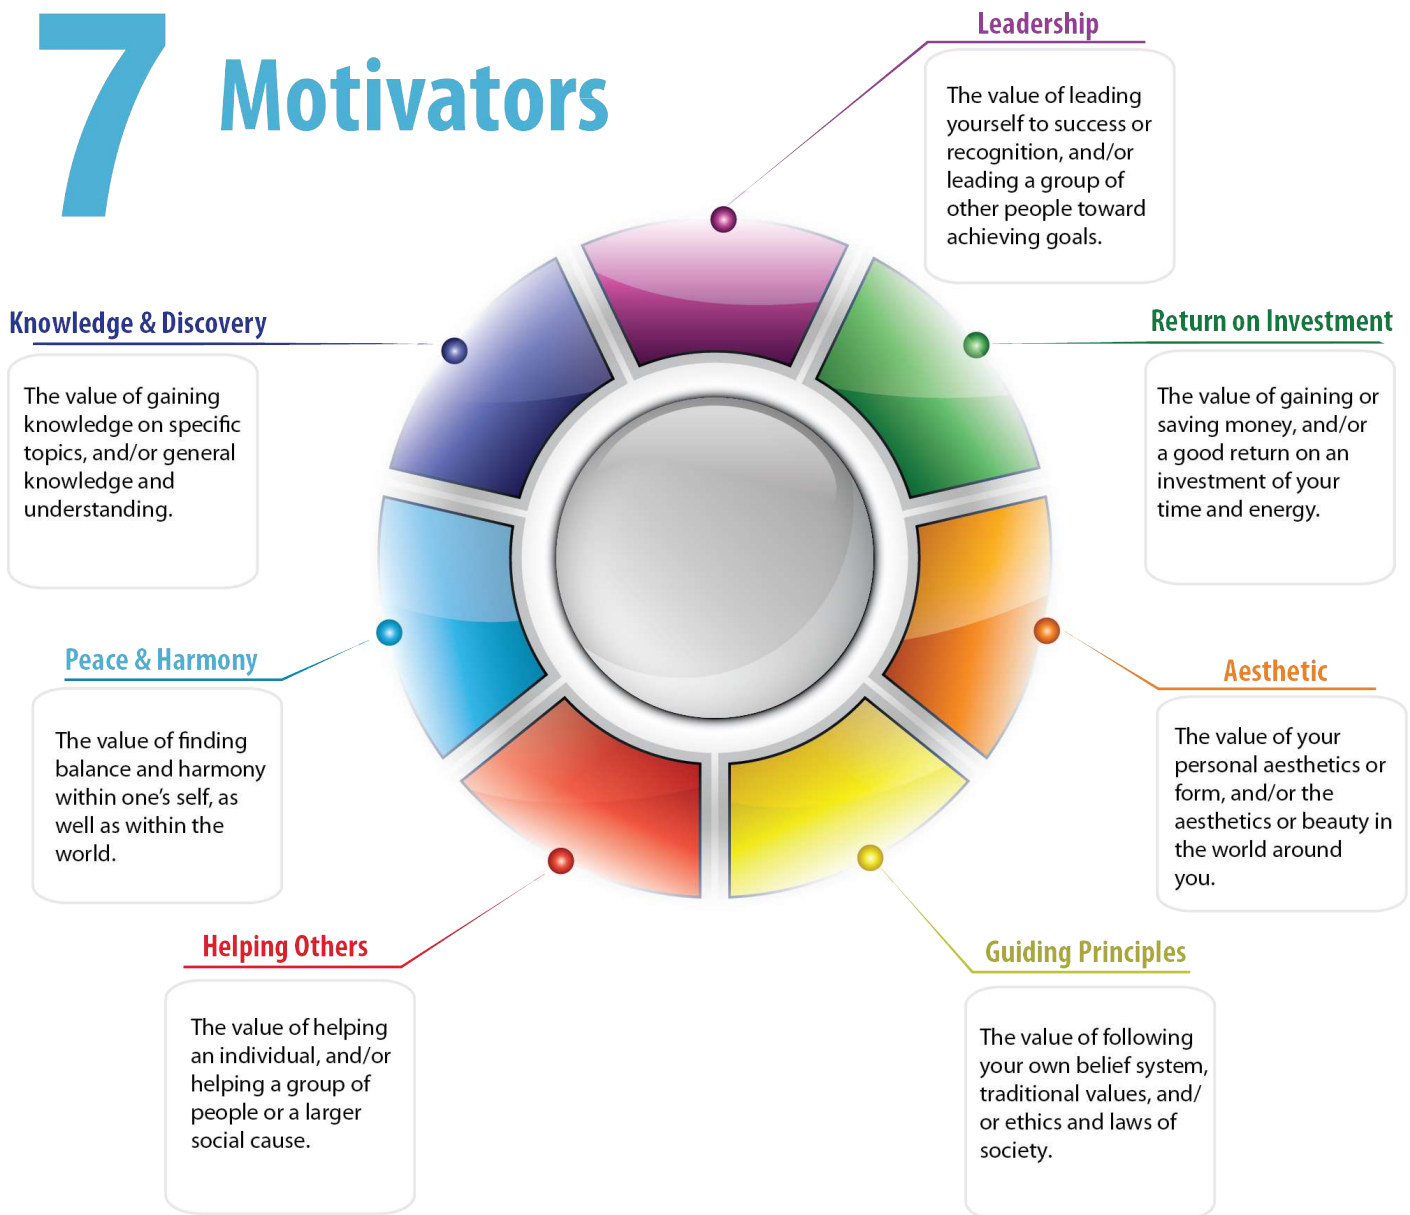 7 Motivators
Leadership
The value of leading
yourself to success or
recognition, and/or
leading a group of
other people toward
achieving goals.
Return on Investment
The value of gaining or
saving money, and/or
a good return on an
investment of your
time and energy.
Aesthetic
The value of your
personal aesthetics or
form, and/or the
aesthetics or beauty in
the world around
you.
Guiding Principles
The value of following
your own belief system,
traditional values, and/
or ethics and laws of
society.
Helping Others
The value of helping
an individual, and/or
helping a group of
people or a larger
social cause.
Peace & Harmony
The value of finding
balance and harmony
within one's self, as
well as within the
world.
Knowledge & Discovery
The value of gaining
knowledge on specific
topics, and/or general
knowledge and
understanding.